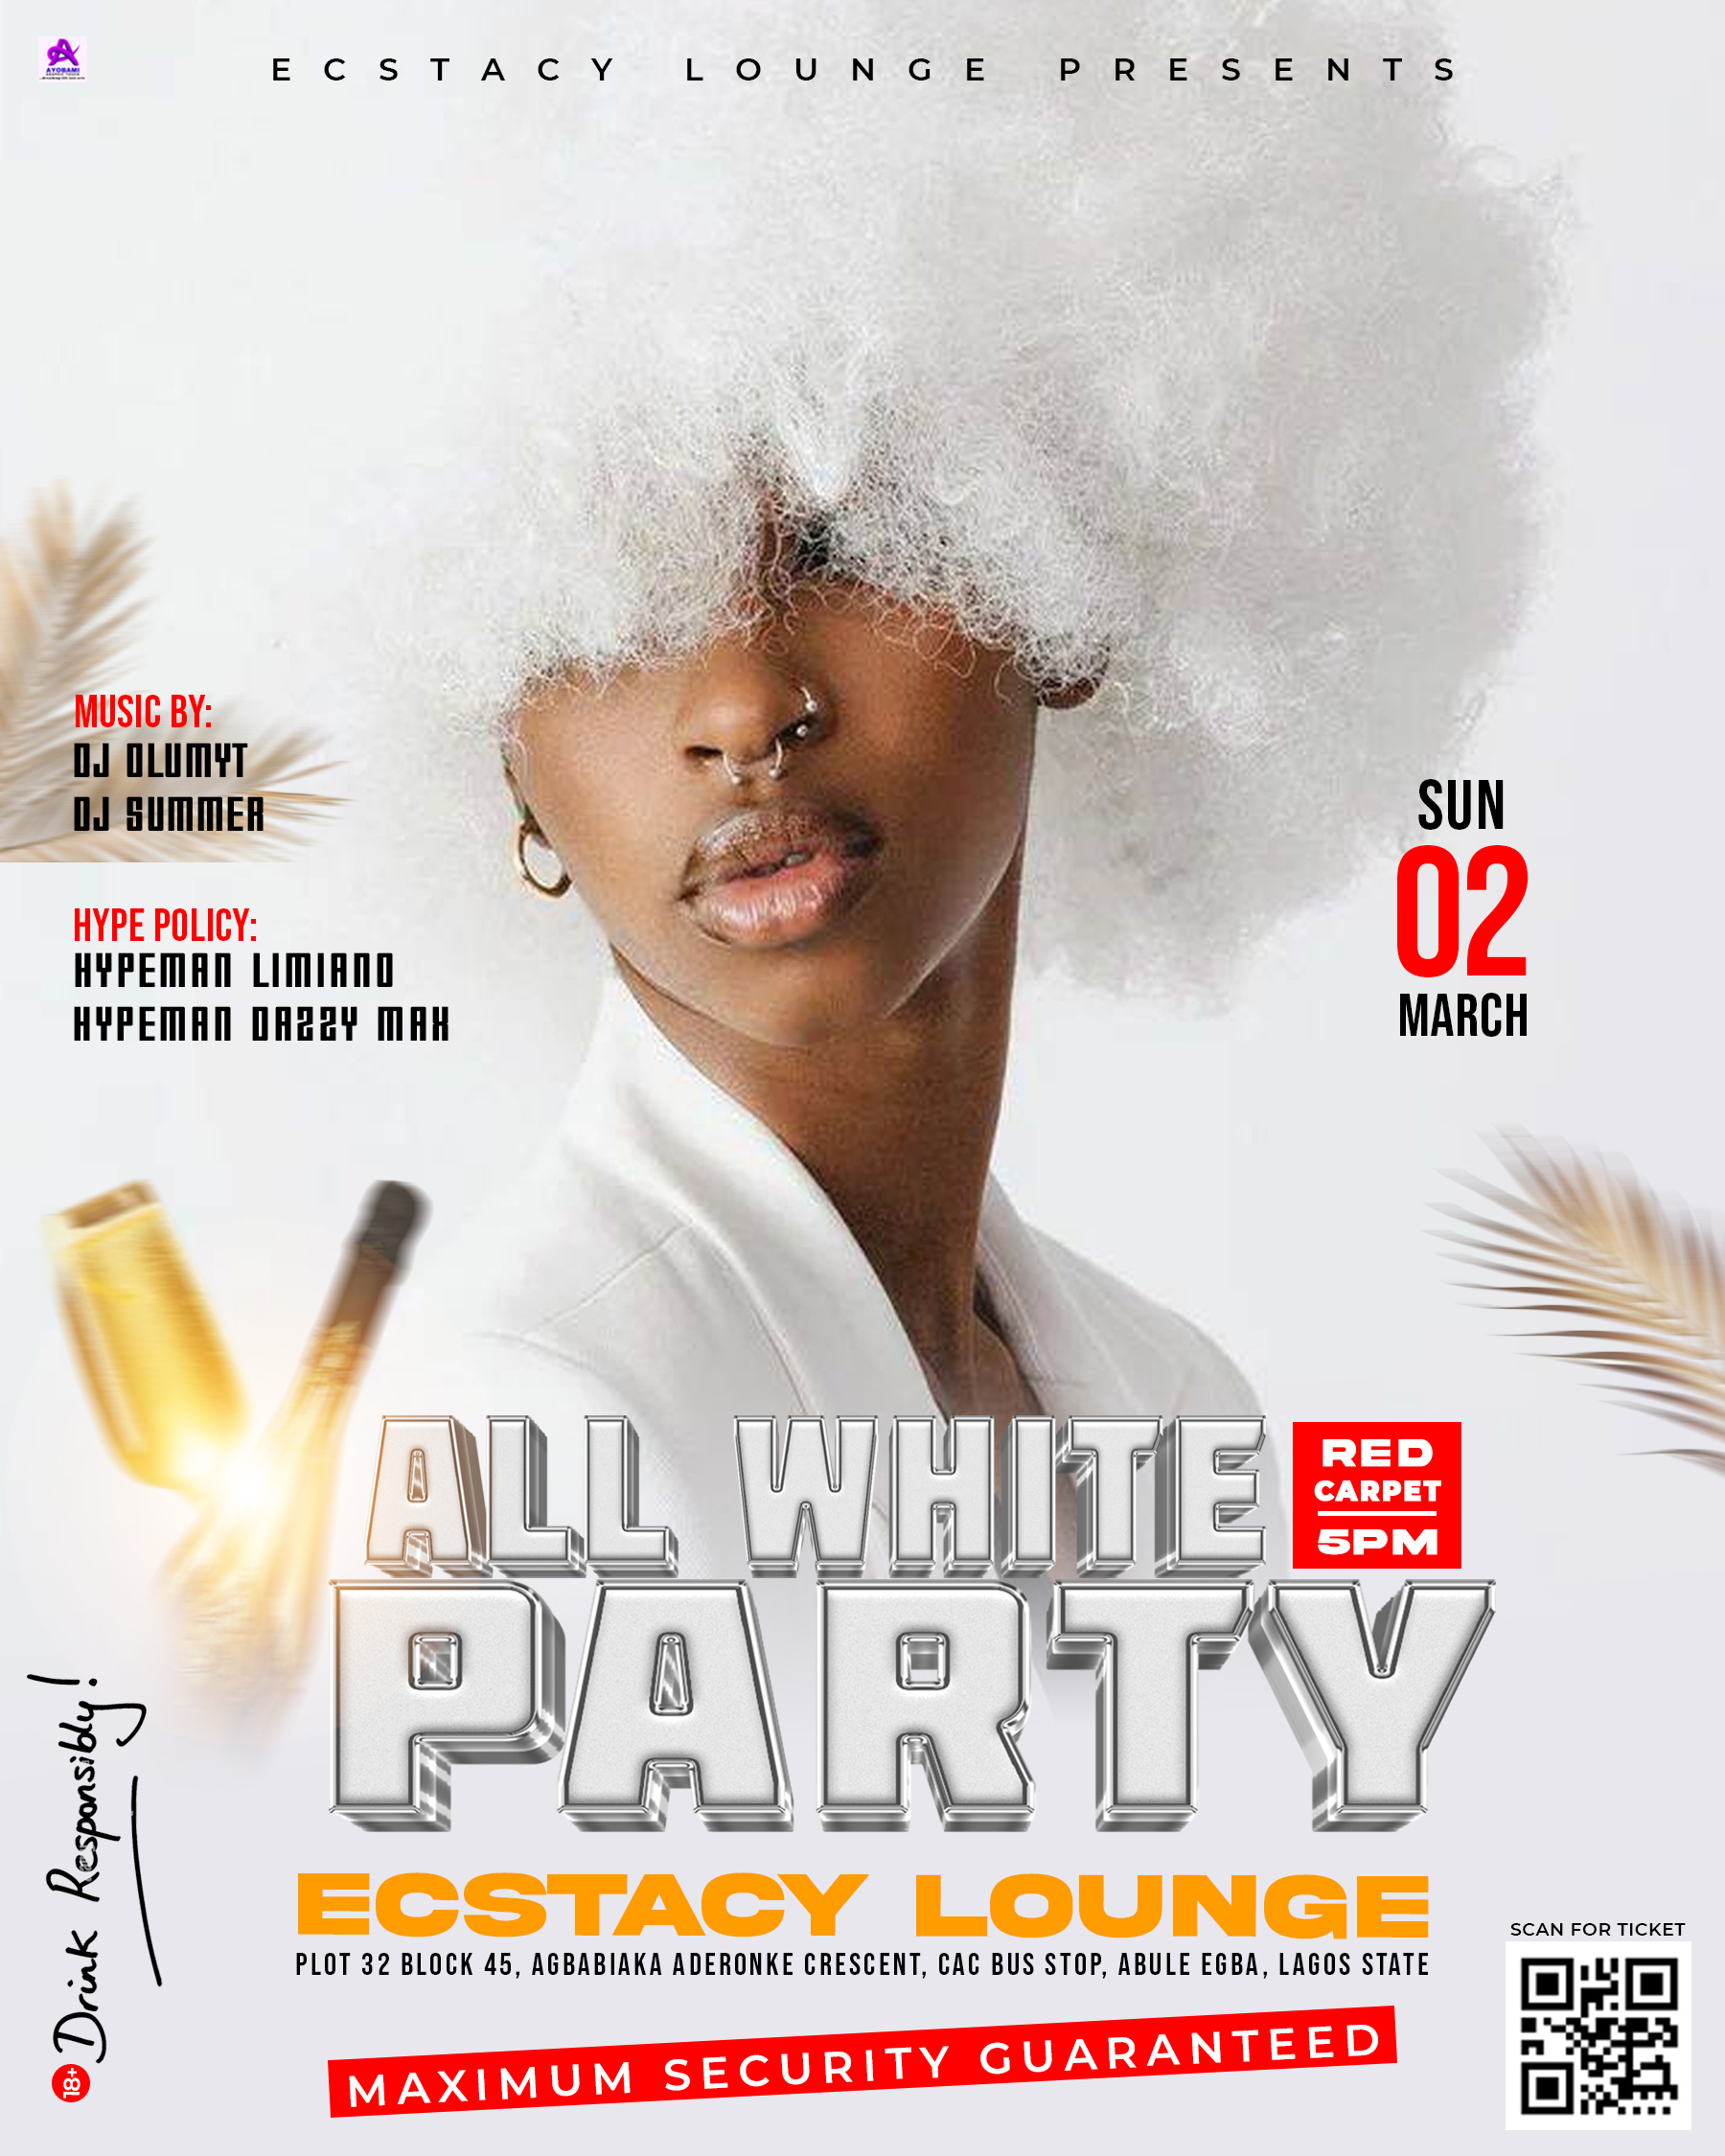 AYOBAMI
ECSTACY LOUNGE PRESENTS
MUSIC BY:
DJ OLUMYT
DJ SUMMER
HYPE POLICY:
HYPEMAN LIMIANO
HYPEMAN DAZZY MAX
SUN
02
MARCH
ALL WHITE
PARTY
RED
CARPET
5PM
ECSTACY LOUNGE
PLOT 32 BLOCK 45, AGBABIAKA ADERONKE CRESCENT, CAC BUS STOP, ABULE EGBA, LAGOS STATE
MAXIMUM SECURITY GUARANTEED
18+ Drink Responsibly!
SCAN FOR TICKET